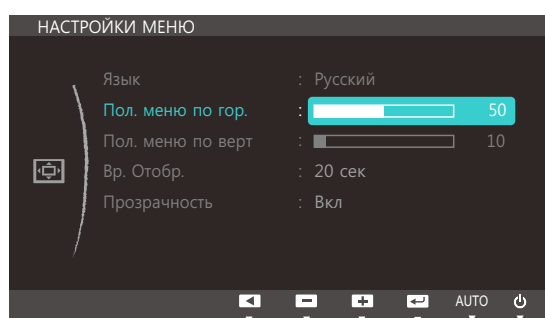 НАСТРОЙКИ МЕНЮ
Язык : Русский
Пол. меню по гор. : 50
Пол. меню по верт : 10
Вр. Отобр. : 20 сек
Прозрачность : Вкл
AUTO